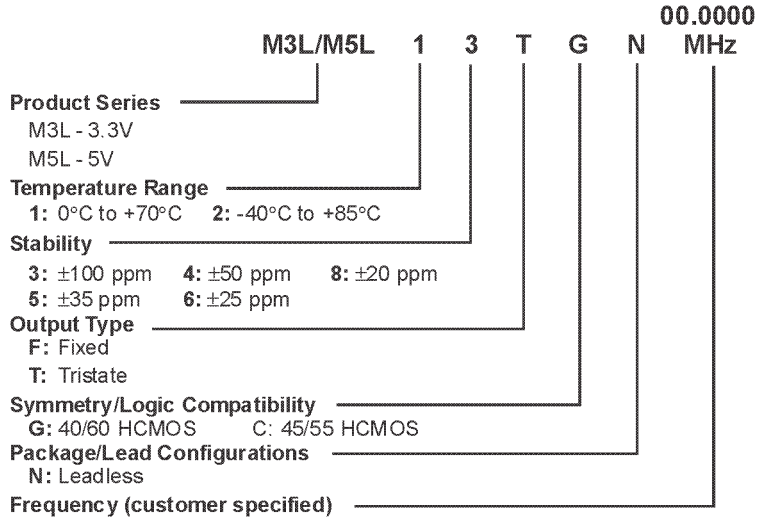 00.0000
M3L/M5L 1 3 T G N MHz
Product Series
M3L - 3.3V
M5L - 5V
Temperature Range
1: 0°C to +70°C 2: -40°C to +85°C
Stability
3: ±100 ppm 4: ±50 ppm 8: ±20 ppm
5: ±35 ppm 6: ±25 ppm
Output Type
F: Fixed
T: Tristate
Symmetry/Logic Compatibility
G: 40/60 HCMOS C: 45/55 HCMOS
Package/Lead Configurations
N: Leadless
Frequency (customer specified)